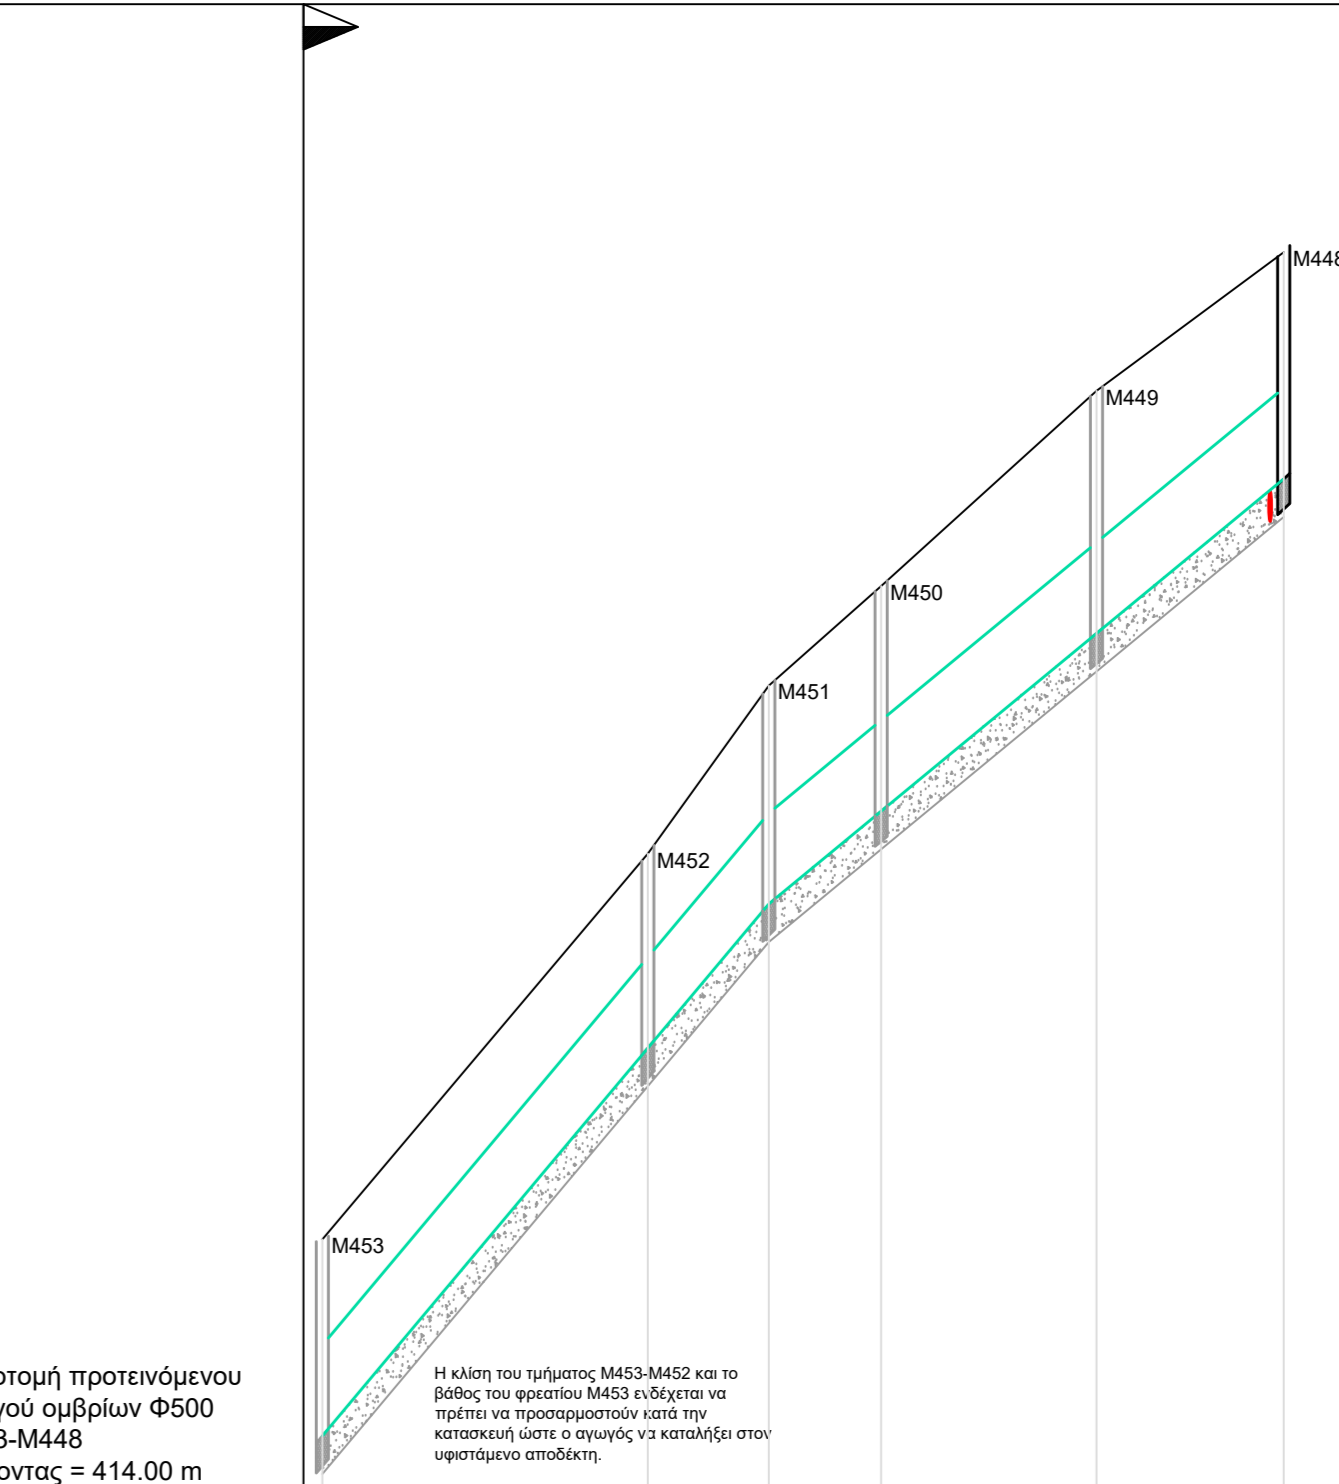 M448
M449
M450
M451
M452
M453
οτομή προτεινόμενου
γού ομβρίων Φ500
3-M448
οντας = 414.00 m
Η κλίση του τμήματος M453-M452 και το
βάθος του φρεατίου M453 ενδέχεται να
πρέπει να προσαρμοστούν κατά την
κατασκευή ώστε ο αγωγός να καταλήξει στον
υφιστάμενο αποδέκτη.